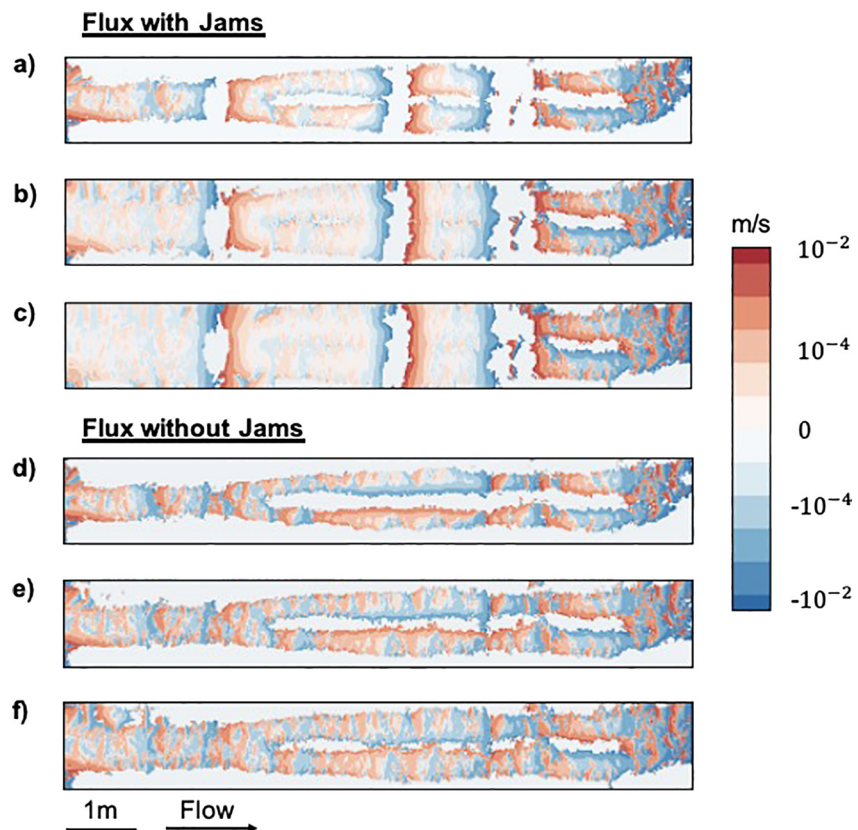 Flux with Jams
a)
b)
c)
Flux without Jams
d)
e)
f)
1m
Flow
m/s
10⁻²
10⁻⁴
0
-10⁻⁴
-10⁻²